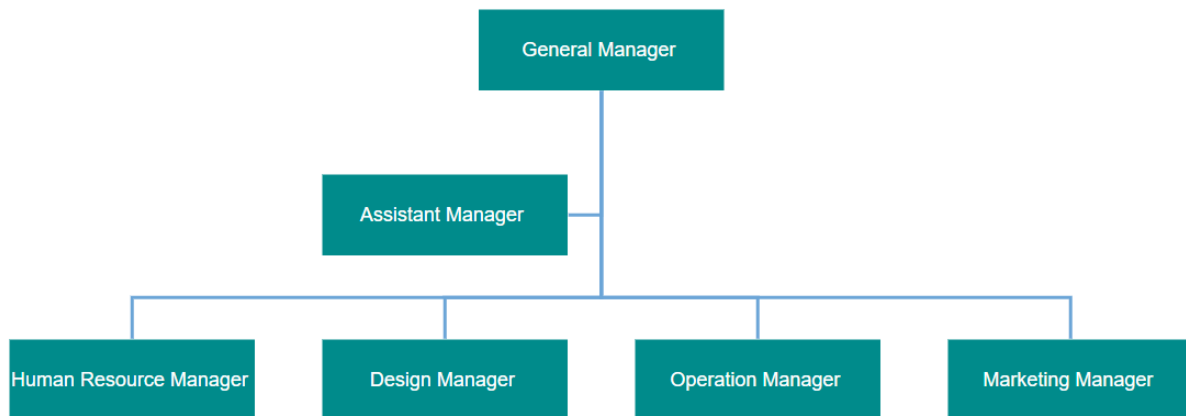 General Manager
Assistant Manager
Human Resource Manager
Design Manager
Operation Manager
Marketing Manager